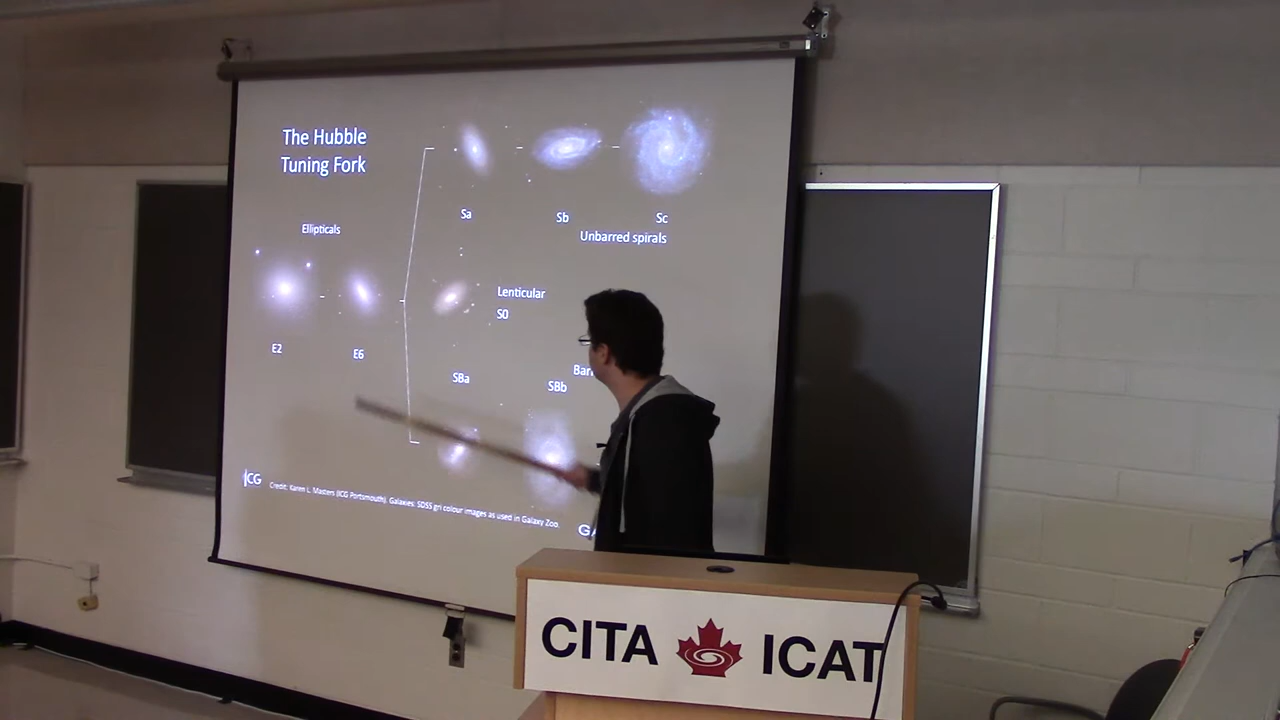 The Hubble
Tuning Fork
Sa
Sb
Sc
Unbarred spirals
Ellipticals
Lenticular
S0
E2
E6
SBa
SBb
ICG
Credit: Karen L. Masters (ICG Portsmouth). Galaxies: SDSS gri colour images as used in Galaxy Zoo.
CITA ICAT